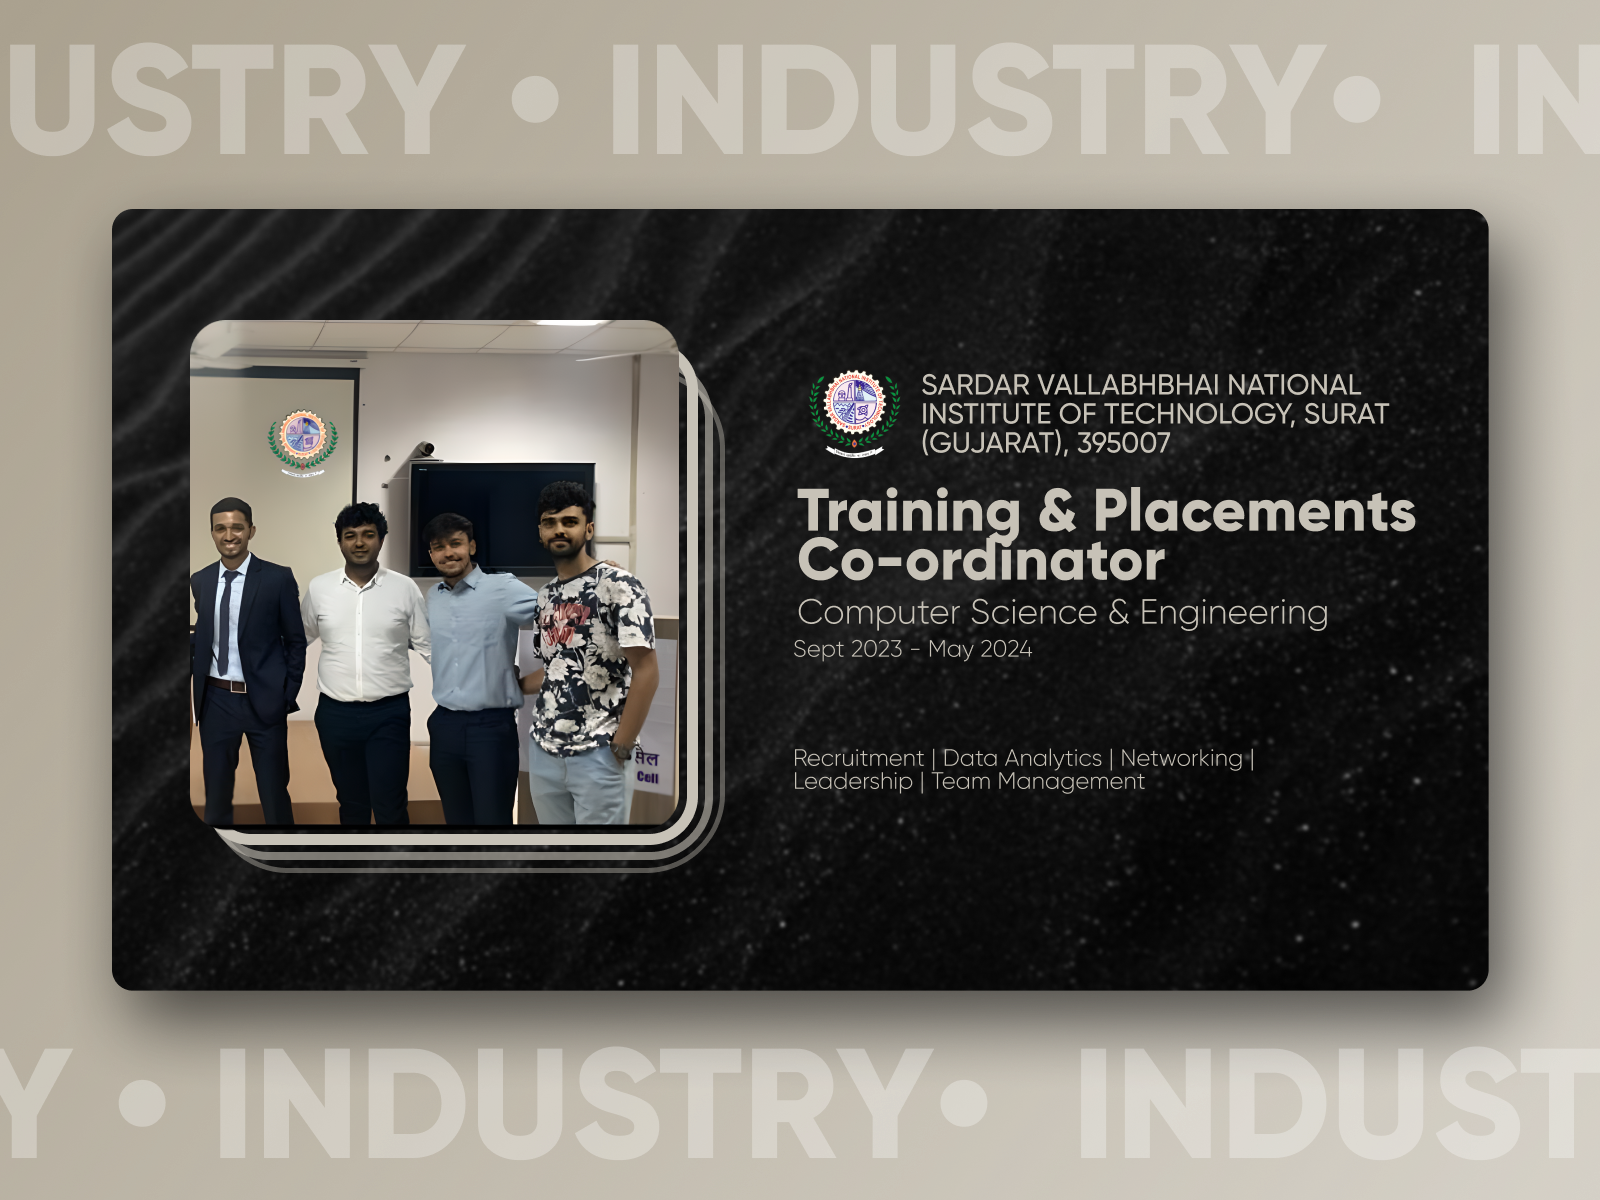 USTRY • INDUSTRY • IN
SARDAR VALLABHBHAI NATIONAL
INSTITUTE OF TECHNOLOGY, SURAT
(GUJARAT), 395007
Training & Placements
Co-ordinator
Computer Science & Engineering
Sept 2023 - May 2024
सेल
Cell
Recruitment | Data Analytics | Networking |
Leadership | Team Management
Y • INDUSTRY • INDUST